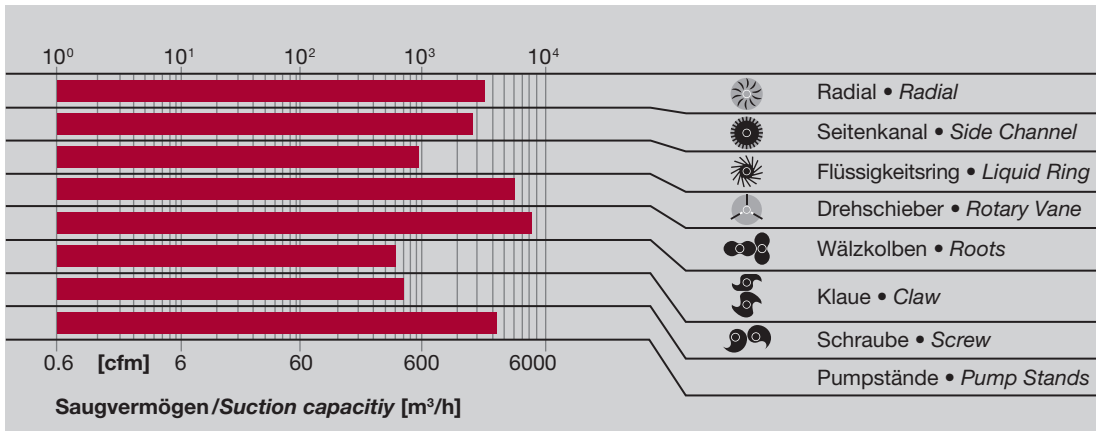 10⁰ 10¹ 10² 10³ 10⁴
Radial • Radial
Seitenkanal • Side Channel
Flüssigkeitsring • Liquid Ring
Drehschieber • Rotary Vane
Wälzkolben • Roots
Klaue • Claw
Schraube • Screw
Pumpstände • Pump Stands
0.6 [cfm] 6 60 600 6000
Saugvermögen/Suction capacitiy [m³/h]